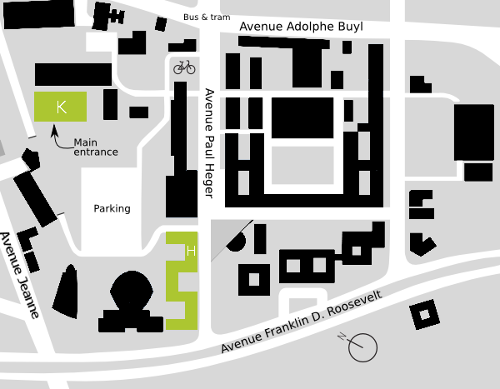 Bus & tram
Avenue Adolphe Buyl
K
Main
entrance
Avenue Paul Heger
Parking
H
Avenue Jeanne
Avenue Franklin D. Roosevelt
N